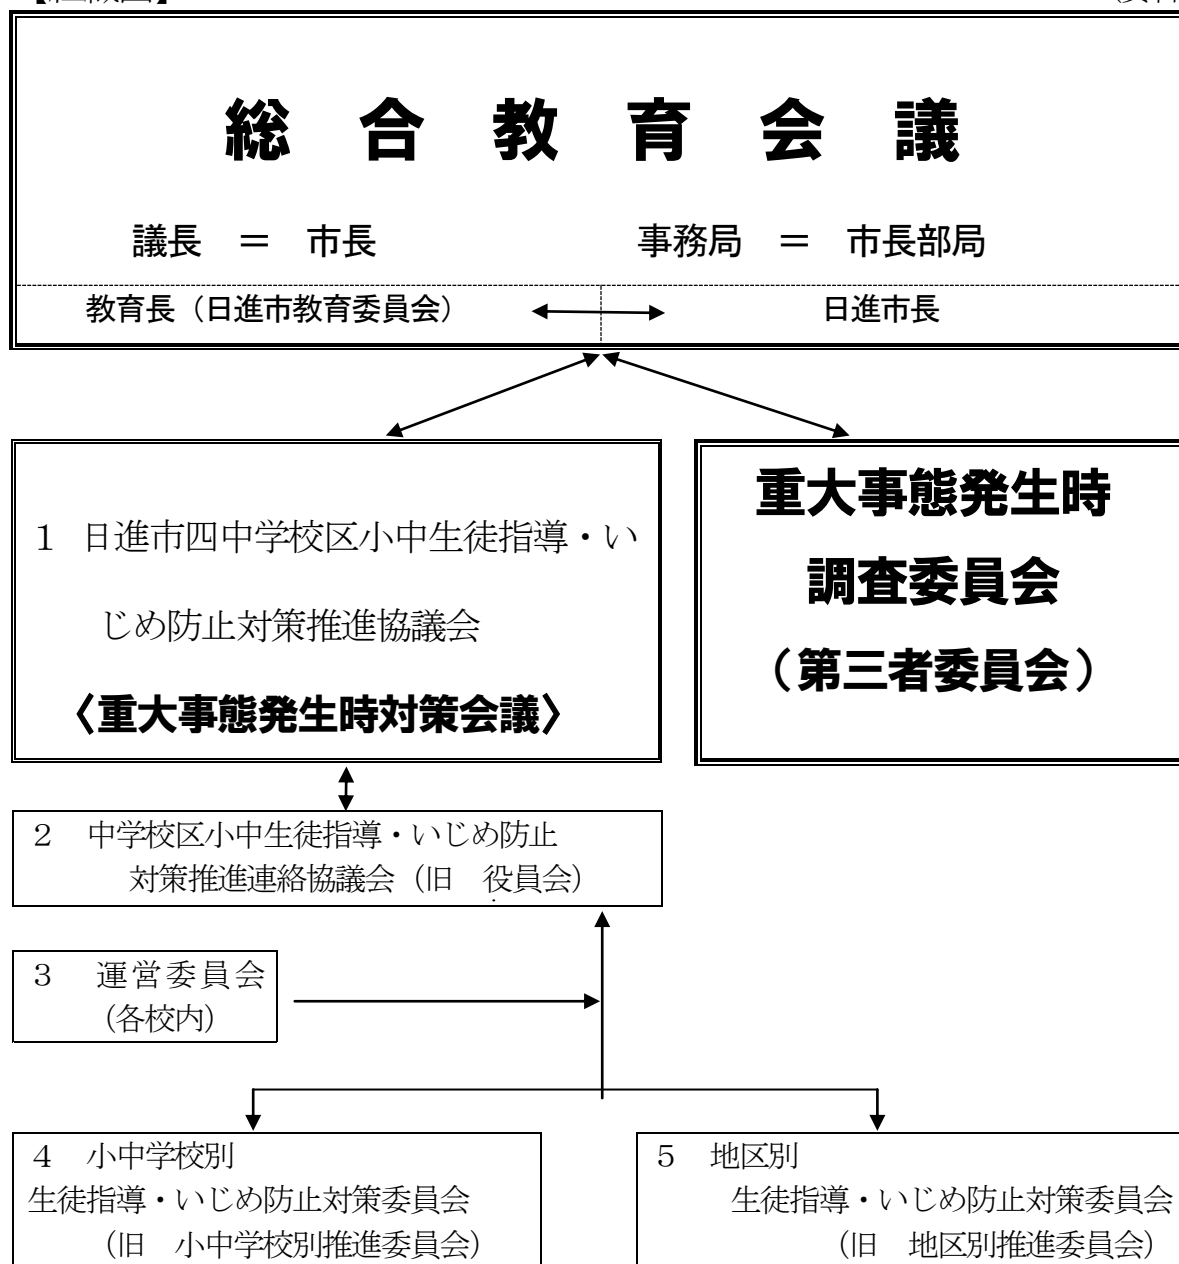 総合教育会議
議長 ＝ 市長　事務局 ＝ 市長部局
教育長（日進市教育委員会）　日進市長
1 日進市四中学校区小中生徒指導・い
じめ防止対策推進協議会
〈重大事態発生時対策会議〉
重大事態発生時
調査委員会
（第三者委員会）
２　中学校区小中生徒指導・いじめ防止
対策推進連絡協議会（旧　役員会）
３　運営委員会
（各校内）
４　小中学校別
生徒指導・いじめ防止対策委員会
（旧　小中学校別推進委員会）
５　地区別
生徒指導・いじめ防止対策委員会
（旧　地区別推進委員会）